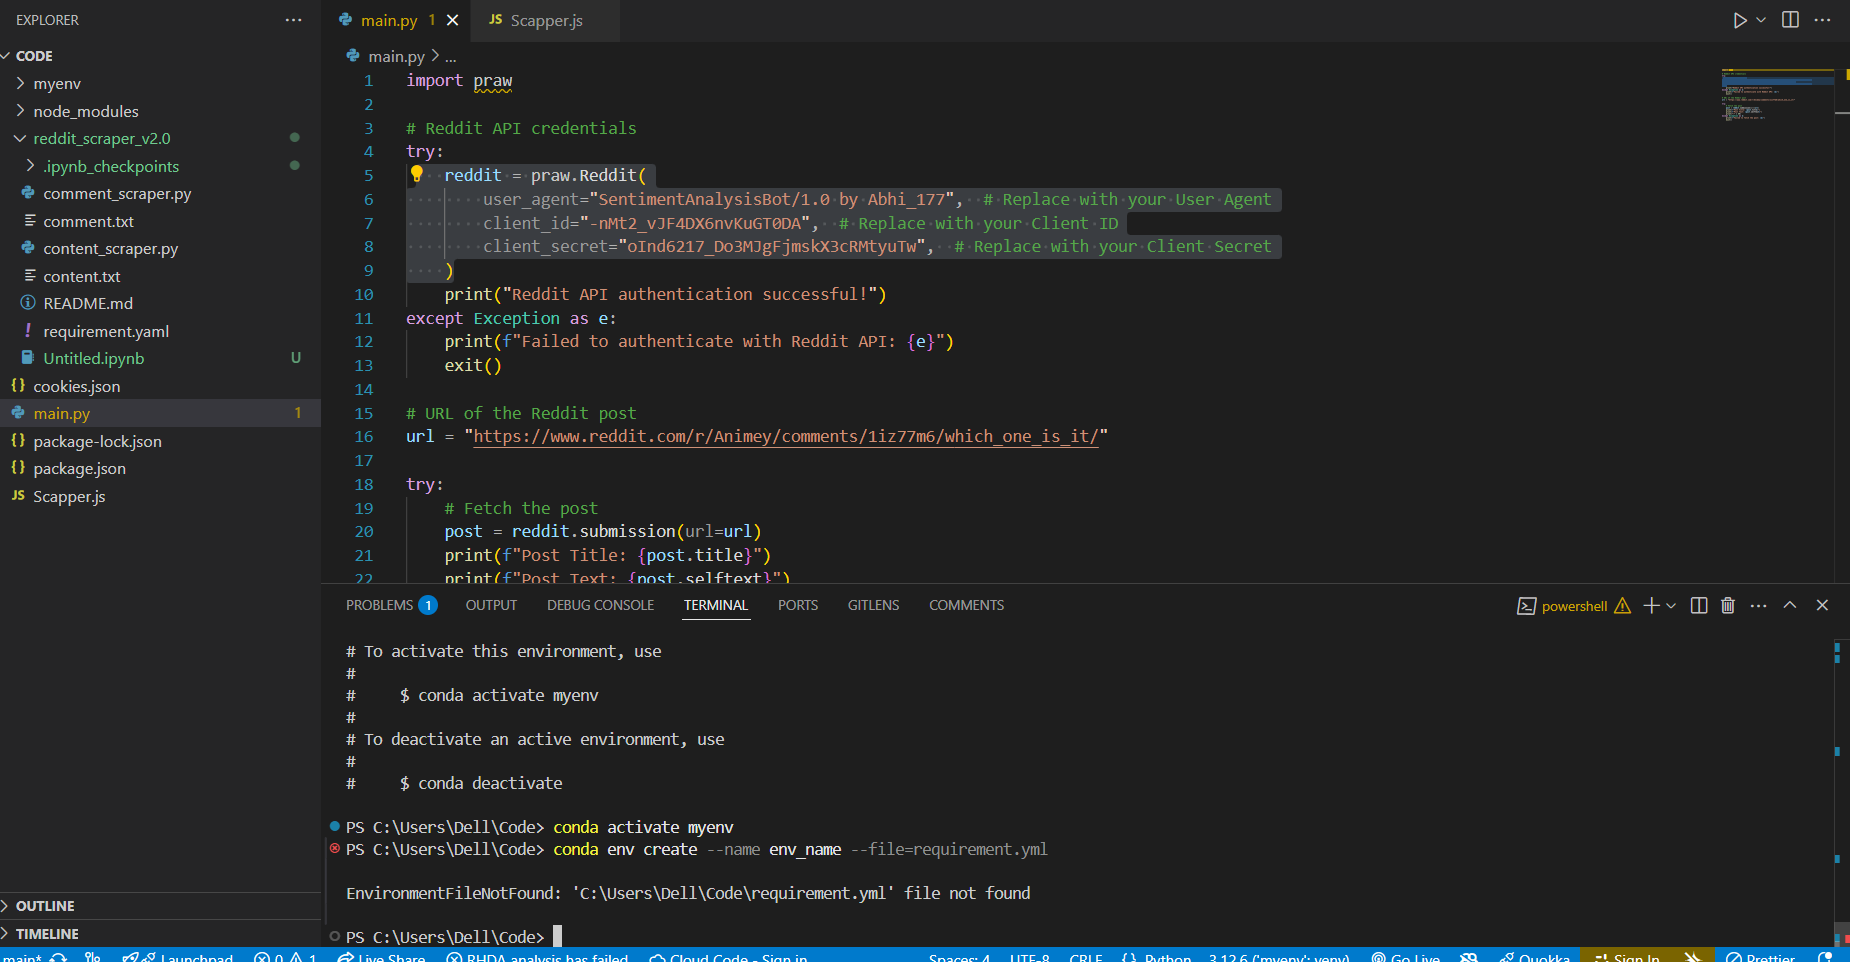 EXPLORER
CODE
myenv
node_modules
reddit_scraper_v2.0
.ipynb_checkpoints
comment_scraper.py
comment.txt
content_scraper.py
content.txt
README.md
requirement.yaml
Untitled.ipynb U
cookies.json
main.py 1
package-lock.json
package.json
JS Scapper.js
OUTLINE
TIMELINE
main.py 1
JS Scapper.js
main.py > ...
1 import praw
2
3 # Reddit API credentials
4 try:
5 reddit = praw.Reddit(
6 user_agent="SentimentAnalysisBot/1.0 by Abhi_177", # Replace with your User Agent
7 client_id="-nMt2_vJF4DX6nvKuGT0DA", # Replace with your Client ID
8 client_secret="oInd6217_Do3MJgFjmskX3cRMtyuTw", # Replace with your Client Secret
9 )
10 print("Reddit API authentication successful!")
11 except Exception as e:
12 print(f"Failed to authenticate with Reddit API: {e}")
13 exit()
14
15 # URL of the Reddit post
16 url = "https://www.reddit.com/r/Animey/comments/1iz77m6/which_one_is_it/"
17
18 try:
19 # Fetch the post
20 post = reddit.submission(url=url)
21 print(f"Post Title: {post.title}")
22 print(f"Post Text: {post.selftext}")
PROBLEMS 1 OUTPUT DEBUG CONSOLE TERMINAL PORTS GITLENS COMMENTS
powershell
# To activate this environment, use
#
# $ conda activate myenv
#
# To deactivate an active environment, use
#
# $ conda deactivate
PS C:\Users\Dell\Code> conda activate myenv
PS C:\Users\Dell\Code> conda env create --name env_name --file=requirement.yml
EnvironmentFileNotFound: 'C:\Users\Dell\Code\requirement.yml' file not found
PS C:\Users\Dell\Code>
main* Launchpad 0 1 Live Share RHDA analysis has failed Cloud Code - Sign in Spaces: 4 UTF-8 CRLF {} Python 3.12.6 ('myenv': venv) Go Live Quokka Sign In Prettier